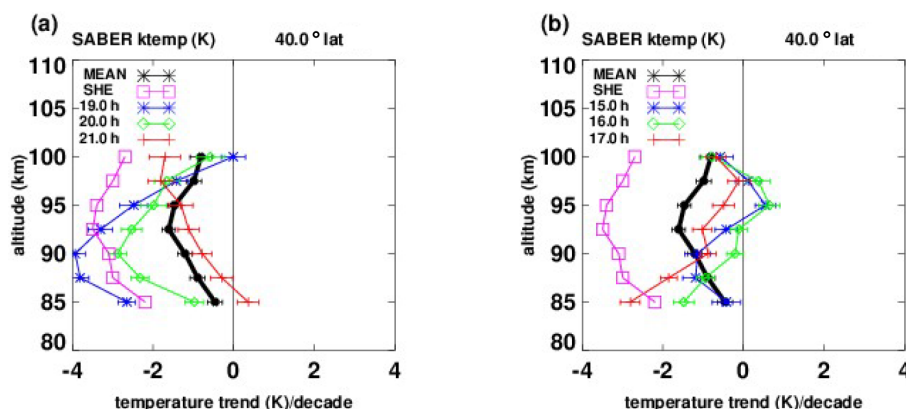 (a)
SABER ktemp (K) 40.0° lat
110
105
100
95
90
85
80
altitude (km)
MEAN
SHE
19.0 h
20.0 h
21.0 h
-4 -2 0 2 4
temperature trend (K)/decade
(b)
SABER ktemp (K) 40.0° lat
110
105
100
95
90
85
80
altitude (km)
MEAN
SHE
15.0 h
16.0 h
17.0 h
-4 -2 0 2 4
temperature trend (K)/decade